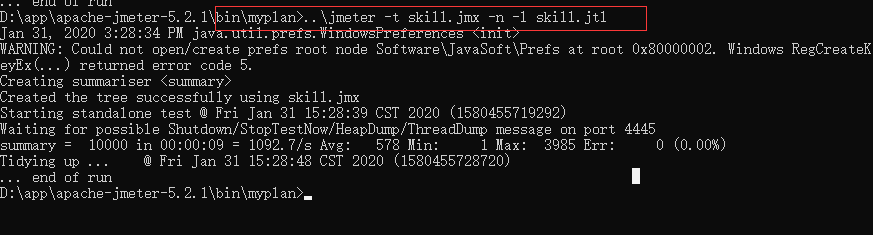 ... end of run
D:\app\apache-jmeter-5.2.1\bin\myplan>..\jmeter -t skill.jmx -n -l skill.jtl
Jan 31, 2020 3:28:34 PM java.util.prefs.WindowsPreferences <init>
WARNING: Could not open/create prefs root node Software\JavaSoft\Prefs at root 0x80000002. Windows RegCreateK
eyEx(...) returned error code 5.
Creating summariser <summary>
Created the tree successfully using skill.jmx
Starting standalone test @ Fri Jan 31 15:28:39 CST 2020 (1580455719292)
Waiting for possible Shutdown/StopTestNow/HeapDump/ThreadDump message on port 4445
summary =  10000 in 00:00:09 = 1092.7/s Avg:   578 Min:     1 Max:  3985 Err:     0 (0.00%)
Tidying up ...    @ Fri Jan 31 15:28:48 CST 2020 (1580455728720)
... end of run
D:\app\apache-jmeter-5.2.1\bin\myplan>